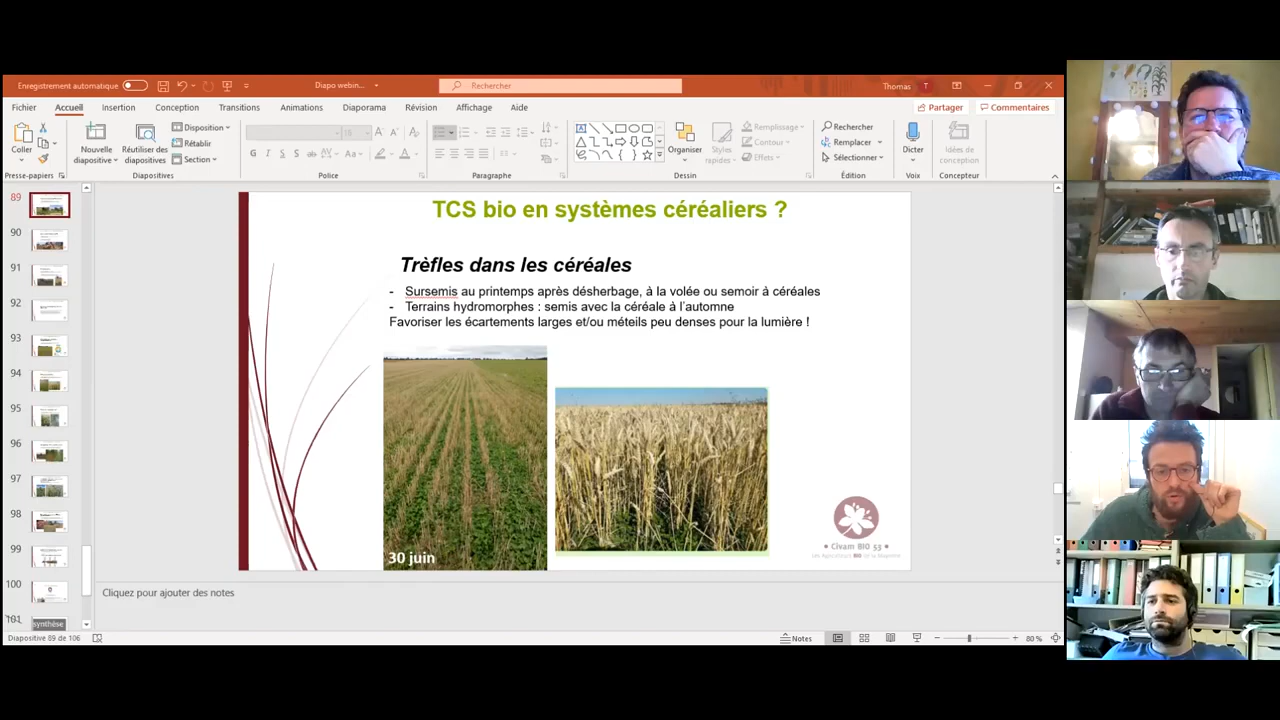 Enregistrement automatique
Diapo webin...
Rechercher
Thomas
T
Fichier
Accueil
Insertion
Conception
Transitions
Animations
Diaporama
Révision
Affichage
Aide
Partager
Commentaires
Coller
Nouvelle diapositive
Réutiliser des diapositives
Disposition
Rétablir
Section
18
G I S S ab AV Aa
Organiser
Styles rapides
Remplissage
Contour
Effets
Rechercher
Remplacer
Sélectionner
Dicter
Idées de conception
Presse-papiers
Diapositives
Police
Paragraphe
Dessin
Édition
Voix
Concepteur
89
90
91
92
93
94
95
96
97
98
99
100
101
synthèse
TCS bio en systèmes céréaliers ?
Trèfles dans les céréales
- Sursemis au printemps après désherbage, à la volée ou semoir à céréales
- Terrains hydromorphes : semis avec la céréale à l'automne
Favoriser les écartements larges et/ou méteils peu denses pour la lumière !
30 juin
• Civam BIO 53 •
Cliquez pour ajouter des notes
Diapositive 89 de 106
Notes
80 %